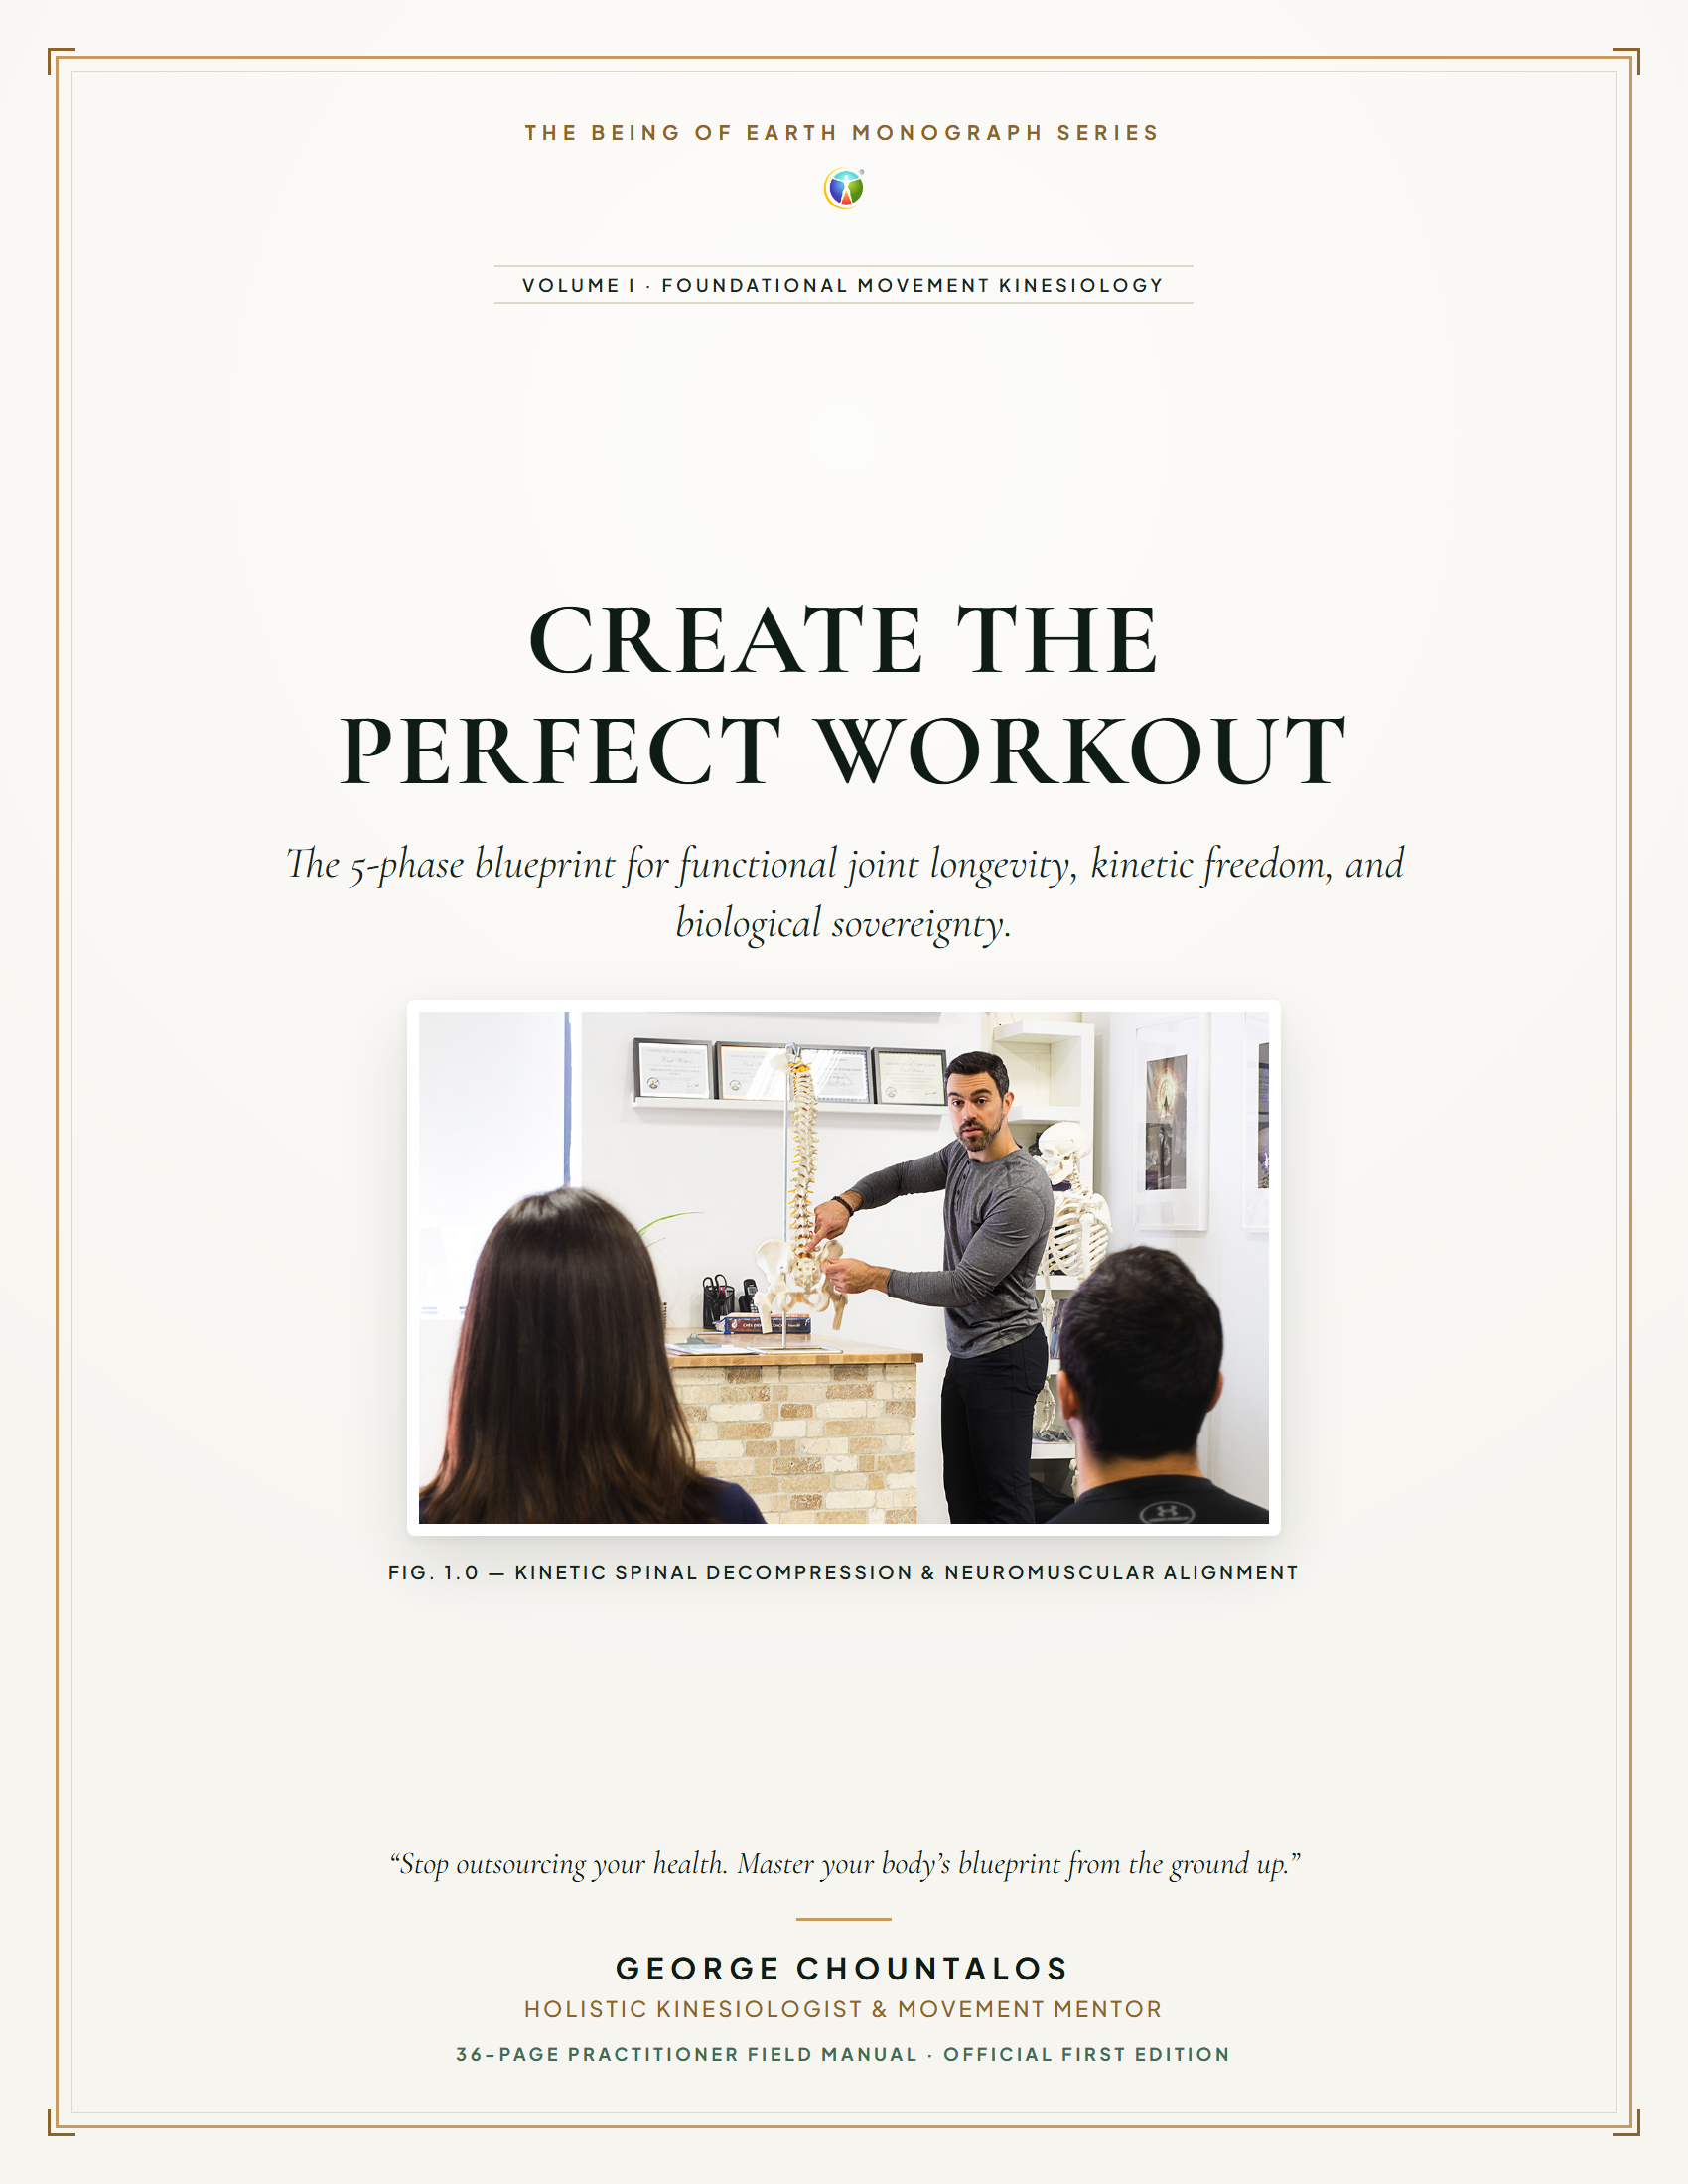 THE BEING OF EARTH MONOGRAPH SERIES
VOLUME I · FOUNDATIONAL MOVEMENT KINESIOLOGY
CREATE THE
PERFECT WORKOUT
The 5-phase blueprint for functional joint longevity, kinetic freedom, and
biological sovereignty.
FIG. 1.0 — KINETIC SPINAL DECOMPRESSION & NEUROMUSCULAR ALIGNMENT
“Stop outsourcing your health. Master your body’s blueprint from the ground up.”
GEORGE CHOUNTALOS
HOLISTIC KINESIOLOGIST & MOVEMENT MENTOR
36-PAGE PRACTITIONER FIELD MANUAL · OFFICIAL FIRST EDITION